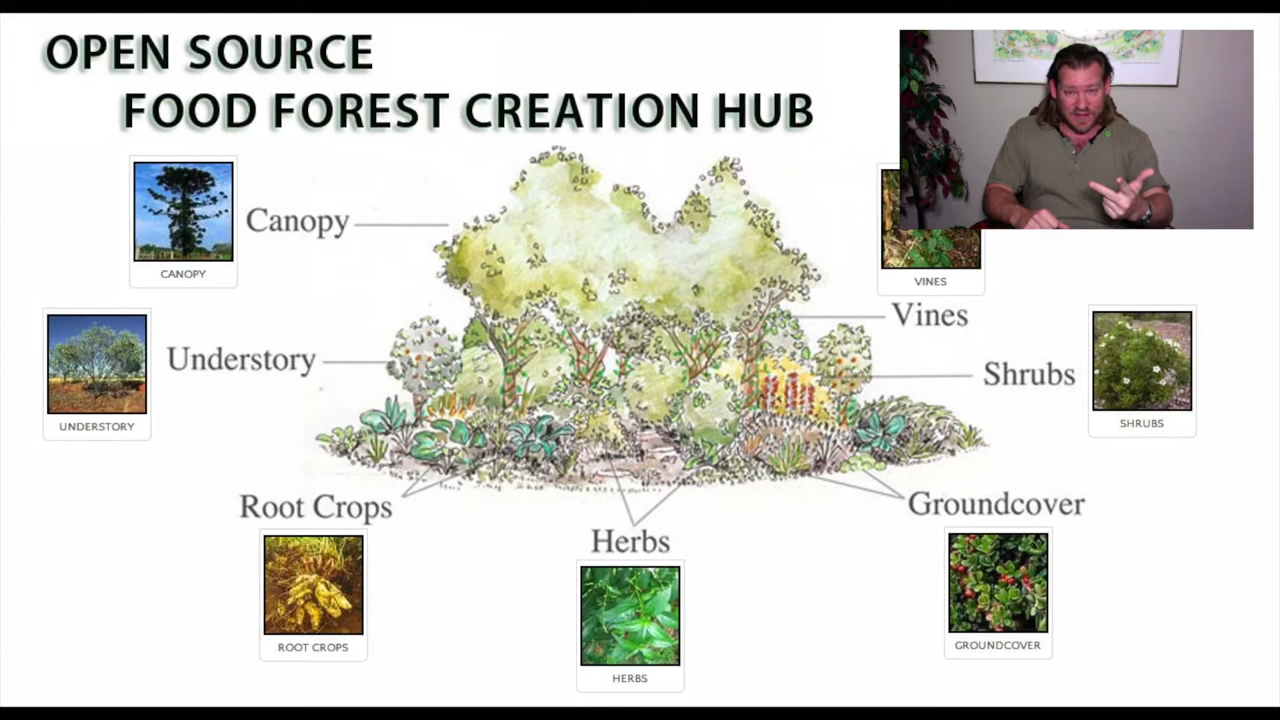 OPEN SOURCE
FOOD FOREST CREATION HUB
Canopy
CANOPY
VINES
Vines
Understory
UNDERSTORY
Shrubs
SHRUBS
Root Crops
ROOT CROPS
Herbs
HERBS
Groundcover
GROUNDCOVER